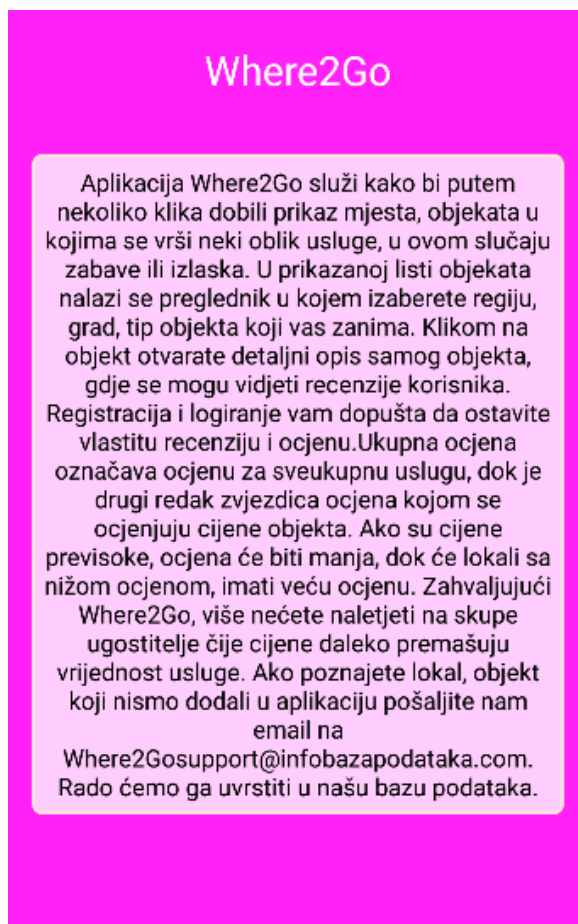 Where2Go
Aplikacija Where2Go služi kako bi putem
nekoliko klika dobili prikaz mjesta, objekata u
kojima se vrši neki oblik usluge, u ovom slučaju
zabave ili izlaska. U prikazanoj listi objekata
nalazi se preglednik u kojem izaberete regiju,
grad, tip objekta koji vas zanima. Klikom na
objekt otvarate detaljni opis samog objekta,
gdje se mogu vidjeti recenzije korisnika.
Registracija i logiranje vam dopušta da ostavite
vlastitu recenziju i ocjenu.Ukupna ocjena
označava ocjenu za sveukupnu uslugu, dok je
drugi redak zvjezdica ocjena kojom se
ocjenjuju cijene objekta. Ako su cijene
previsoke, ocjena će biti manja, dok će lokali sa
nižom ocjenom, imati veću ocjenu. Zahvaljujući
Where2Go, više nećete naletjeti na skupe
ugostitelje čije cijene daleko premašuju
vrijednost usluge. Ako poznajete lokal, objekt
koji nismo dodali u aplikaciju pošaljite nam
email na
Where2Gosupport@infobazapodataka.com.
Rado ćemo ga uvrstiti u našu bazu podataka.